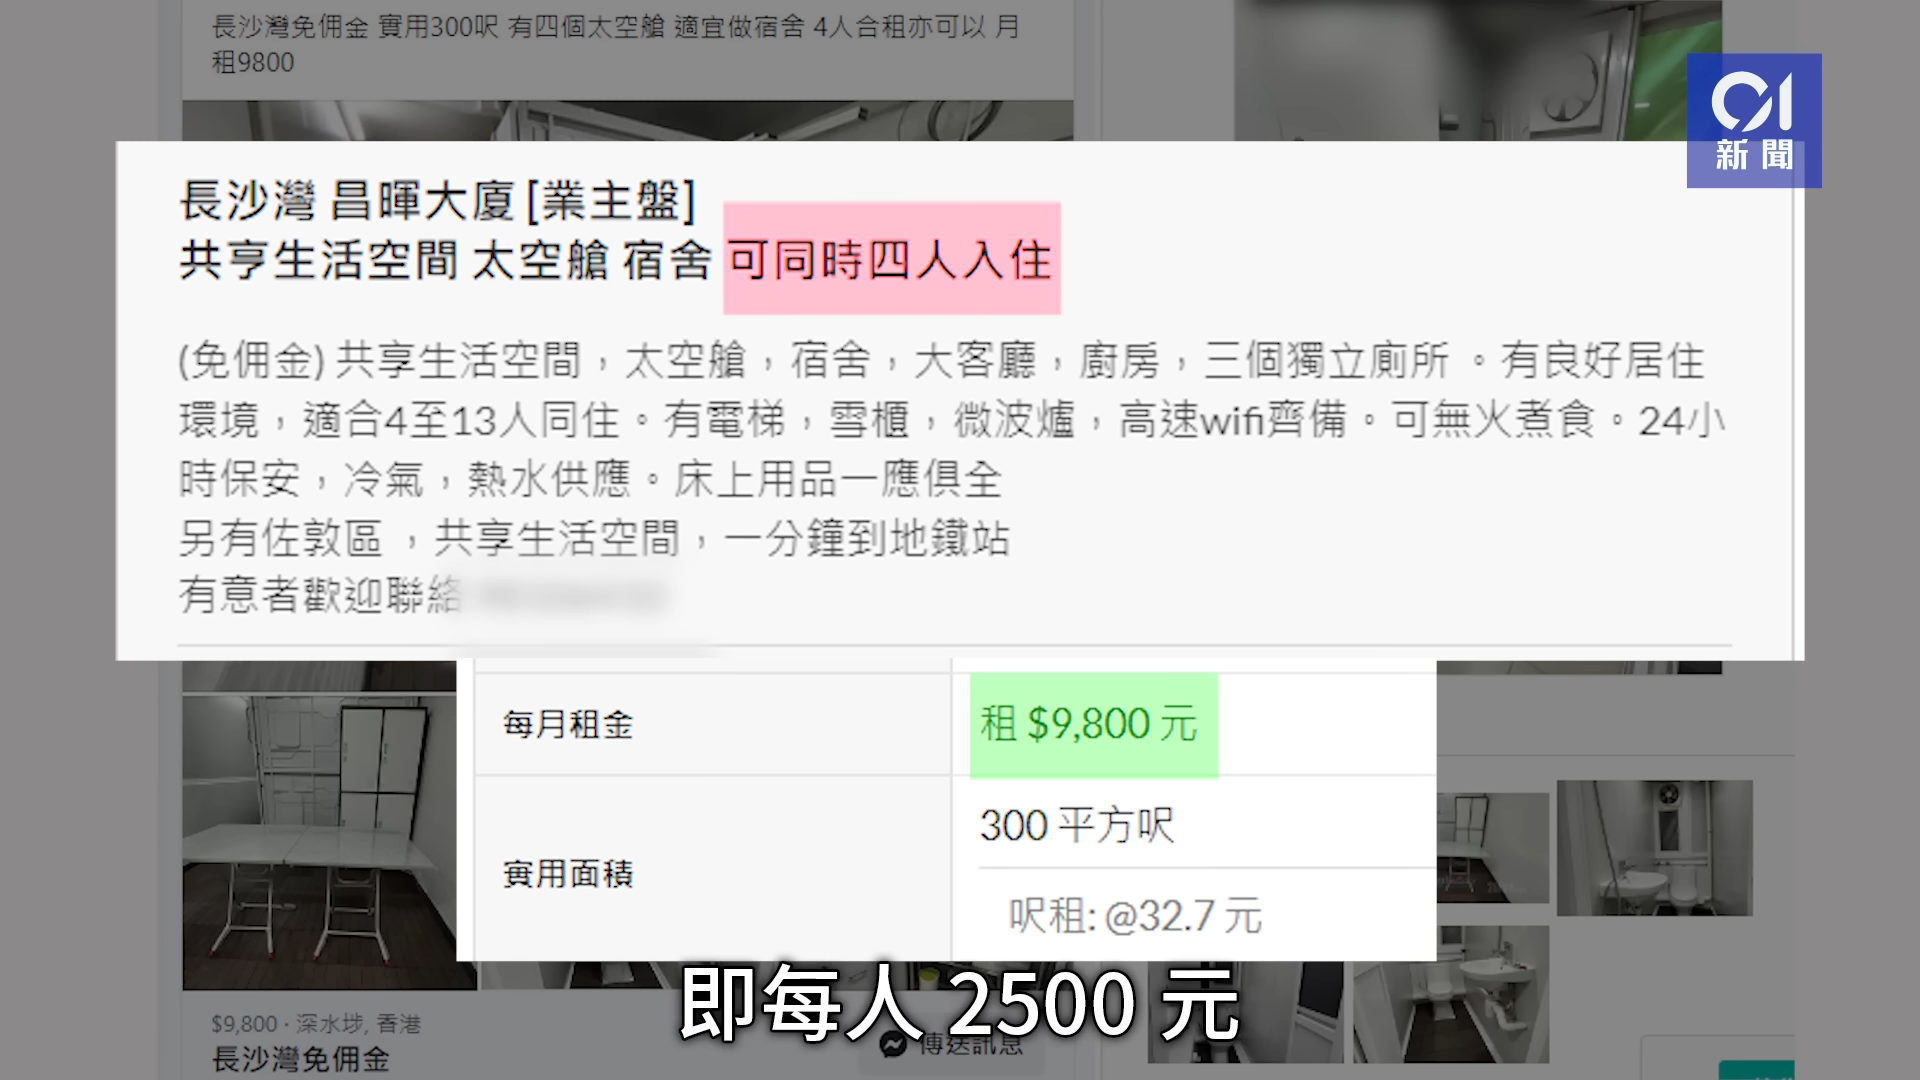 長沙灣免佣金 實用300呎 有四個太空艙 適宜做宿舍 4人合租亦可以 月
租9800
01
新聞
長沙灣 昌暉大廈 [業主盤]
共亨生活空間 太空艙 宿舍 可同時四人入住
(免佣金) 共享生活空間，太空艙，宿舍，大客廳，廚房，三個獨立廁所 。有良好居住
環境，適合4至13人同住。有電梯，雪櫃，微波爐，高速wifi齊備。可無火煮食。24小
時保安，冷氣，熱水供應。床上用品一應俱全
另有佐敦區 ，共享生活空間，一分鐘到地鐵站
有意者歡迎聯絡
每月租金
租 $9,800 元
實用面積
300 平方呎
呎租: @32.7 元
即每人 2500 元
$9,800 · 深水埗, 香港
長沙灣免佣金
傳送訊息